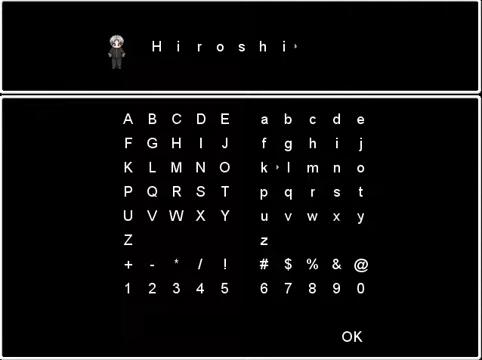 Hiroshi
A B C D E a b c d e
F G H I J f g h i j
K L M N O k l m n o
P Q R S T p q r s t
U V W X Y u v w x y
Z z
+ - * / ! # $ % & @
1 2 3 4 5 6 7 8 9 0
OK